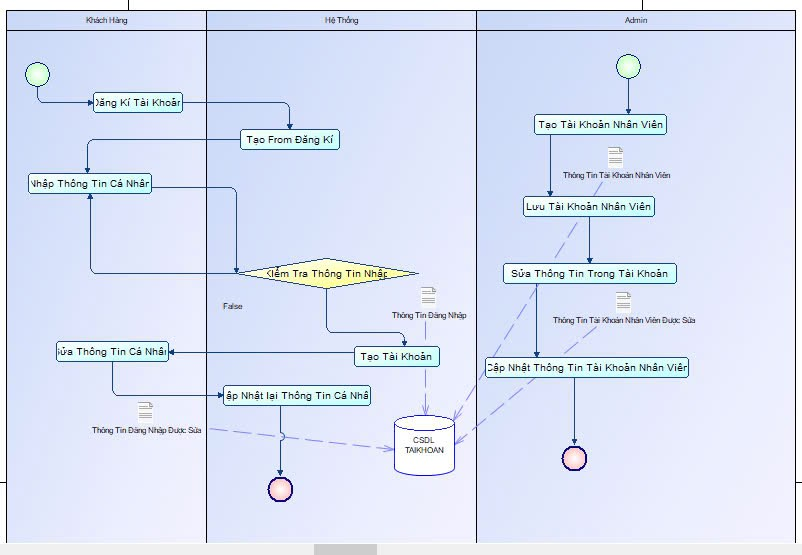 Khách Hàng
Hệ Thống
Admin
Đăng Kí Tài Khoản
Tạo From Đăng Kí
Nhập Thông Tin Cá Nhân
Kiểm Tra Thông Tin Nhập
False
Thông Tin Đăng Nhập
Tạo Tài Khoản
Sửa Thông Tin Cá Nhân
Cập Nhật lại Thông Tin Cá Nhân
Thông Tin Đăng Nhập Được Sửa
CSDL
TAIKHOAN
Tạo Tài Khoản Nhân Viên
Thông Tin Tài Khoản Nhân Viên
Lưu Tài Khoản Nhân Viên
Sửa Thông Tin Trong Tài Khoản
Thông Tin Tài Khoản Nhân Viên Được Sửa
Cập Nhật Thông Tin Tài Khoản Nhân Viên